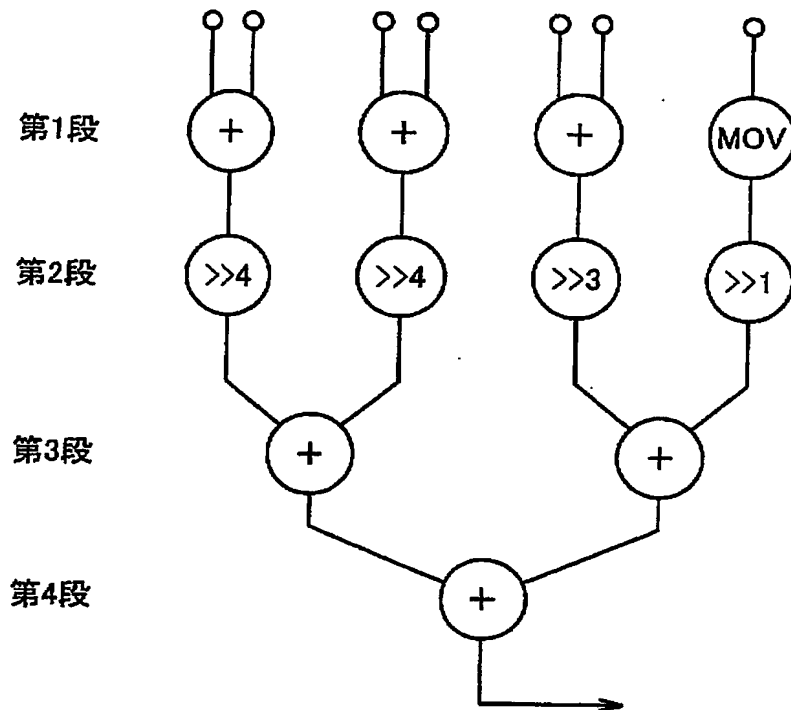 第1段
+ + + MOV
第2段
>>4 >>4 >>3 >>1
第3段
+ +
第4段
+